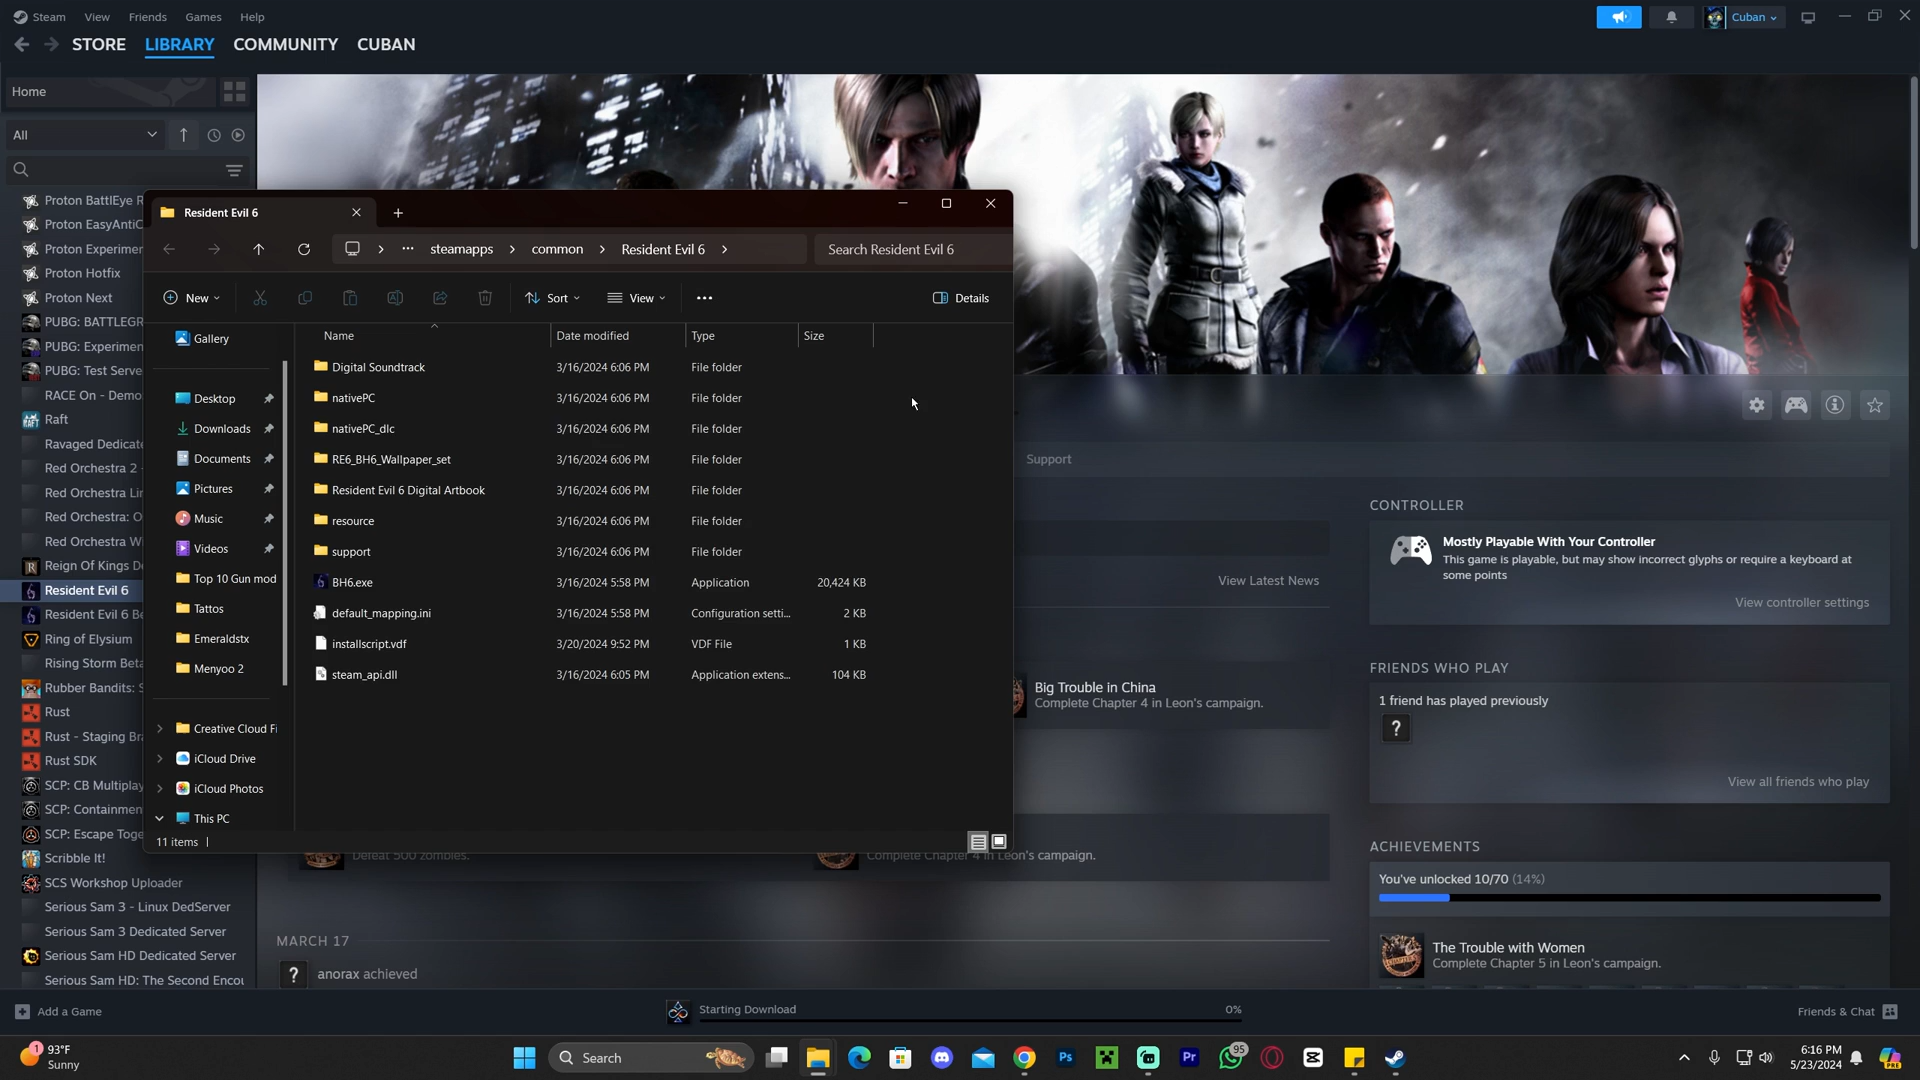 Steam View Friends Games Help
Cuban
STORE LIBRARY COMMUNITY CUBAN
Home
All
Proton BattlEye R
Proton EasyAntiC
Proton Experimen
Proton Hotfix
Proton Next
PUBG: BATTLEGR
PUBG: Experimen
PUBG: Test Serve
RACE On - Demo
Raft
Ravaged Dedicate
Red Orchestra 2 -
Red Orchestra Lin
Red Orchestra: O
Red Orchestra W
Reign Of Kings De
Resident Evil 6
Resident Evil 6 Be
Ring of Elysium
Rising Storm Beta
Rubber Bandits: S
Rust
Rust - Staging Bra
Rust SDK
SCP: CB Multiplay
SCP: Containmen
SCP: Escape Toge
Scribble It!
SCS Workshop Uploader
Serious Sam 3 - Linux DedServer
Serious Sam 3 Dedicated Server
Serious Sam HD Dedicated Server
Serious Sam HD: The Second Encou
Add a Game
Resident Evil 6
steamapps common Resident Evil 6
Search Resident Evil 6
New Sort View Details
Gallery
Desktop
Downloads
Documents
Pictures
Music
Videos
Top 10 Gun mod
Tattos
Emeraldstx
Menyoo 2
Creative Cloud Fi
iCloud Drive
iCloud Photos
This PC
Name Date modified Type Size
Digital Soundtrack 3/16/2024 6:06 PM File folder
nativePC 3/16/2024 6:06 PM File folder
nativePC_dlc 3/16/2024 6:06 PM File folder
RE6_BH6_Wallpaper_set 3/16/2024 6:06 PM File folder
Resident Evil 6 Digital Artbook 3/16/2024 6:06 PM File folder
resource 3/16/2024 6:06 PM File folder
support 3/16/2024 6:06 PM File folder
BH6.exe 3/16/2024 5:58 PM Application 20,424 KB
default_mapping.ini 3/16/2024 5:58 PM Configuration setti... 2 KB
installscript.vdf 3/20/2024 9:52 PM VDF File 1 KB
steam_api.dll 3/16/2024 6:05 PM Application extens... 104 KB
11 items
Support
View Latest News
Big Trouble in China
Complete Chapter 4 in Leon's campaign.
Defeat 500 zombies.
Complete Chapter 4 in Leon's campaign.
MARCH 17
? anorax achieved
CONTROLLER
Mostly Playable With Your Controller
This game is playable, but may show incorrect glyphs or require a keyboard at
some points
View controller settings
FRIENDS WHO PLAY
1 friend has played previously
?
View all friends who play
ACHIEVEMENTS
You've unlocked 10/70 (14%)
The Trouble with Women
Complete Chapter 5 in Leon's campaign.
Starting Download 0%
Friends & Chat
1
93°F
Sunny
Search
Ps
Pr
95
6:16 PM
5/23/2024
PRE